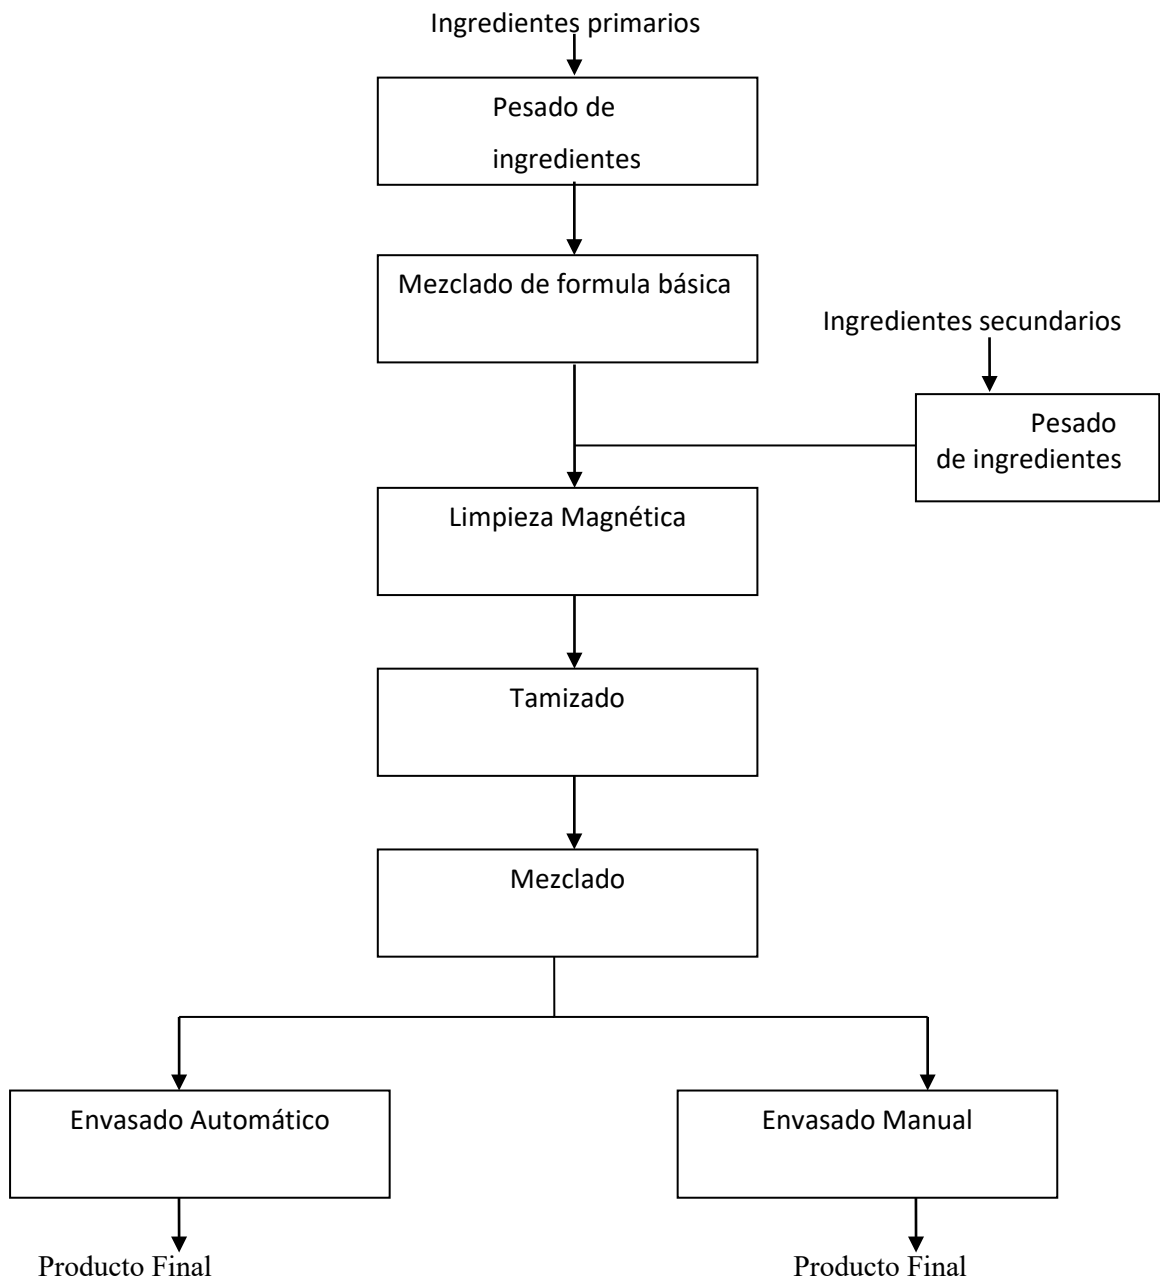 Ingredientes primarios
Pesado de
ingredientes
Mezclado de formula básica
Ingredientes secundarios
Pesado
de ingredientes
Limpieza Magnética
Tamizado
Mezclado
Envasado Automático
Envasado Manual
Producto Final
Producto Final